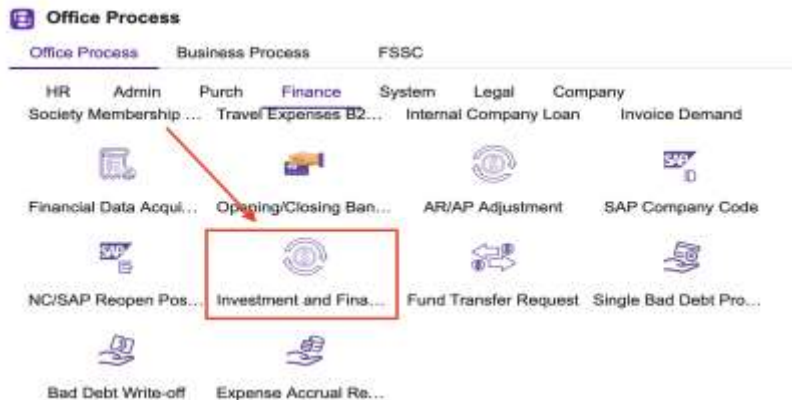 Office Process
Office Process Business Process FSSC
HR Admin Purch Finance System Legal Company
Society Membership ... Travel Expenses B2... Internal Company Loan Invoice Demand
SAP
ID
Financial Data Acqui... Opening/Closing Ban... AR/AP Adjustment SAP Company Code
SAP
NC/SAP Reopen Pos... Investment and Fina... Fund Transfer Request Single Bad Debt Pro...
Bad Debt Write-off Expense Accrual Re...